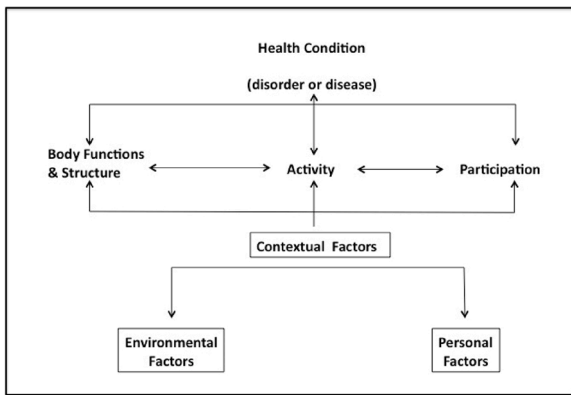 Health Condition
(disorder or disease)
Body Functions
& Structure
Activity
Participation
Contextual Factors
Environmental
Factors
Personal
Factors